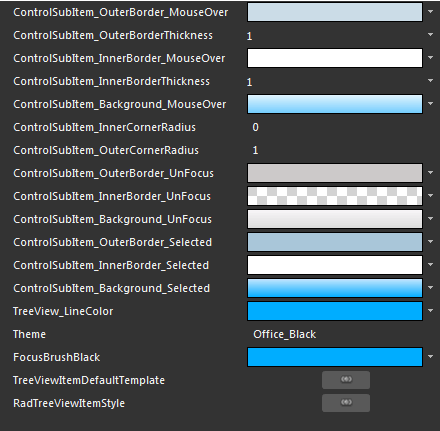 ControlSubItem_OuterBorder_MouseOver
ControlSubItem_OuterBorderThickness 1
ControlSubItem_InnerBorder_MouseOver
ControlSubItem_InnerBorderThickness 1
ControlSubItem_Background_MouseOver
ControlSubItem_InnerCornerRadius 0
ControlSubItem_OuterCornerRadius 1
ControlSubItem_OuterBorder_UnFocus
ControlSubItem_InnerBorder_UnFocus
ControlSubItem_Background_UnFocus
ControlSubItem_OuterBorder_Selected
ControlSubItem_InnerBorder_Selected
ControlSubItem_Background_Selected
TreeView_LineColor
Theme Office_Black
FocusBrushBlack
TreeViewItemDefaultTemplate
RadTreeViewItemStyle